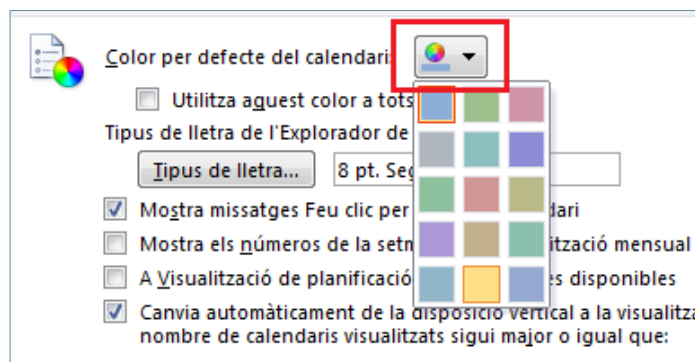 Color per defecte del calendari:
Utilitza aquest color a tots
Tipus de lletra de l'Explorador de
Tipus de lletra... 8 pt. Seg
Mostra missatges Feu clic per dari
Mostra els números de la setm ització mensual
A Visualització de planificació s disponibles
Canvia automàticament de la disposició vertical a la visualitza
nombre de calendaris visualitzats sigui major o igual que: